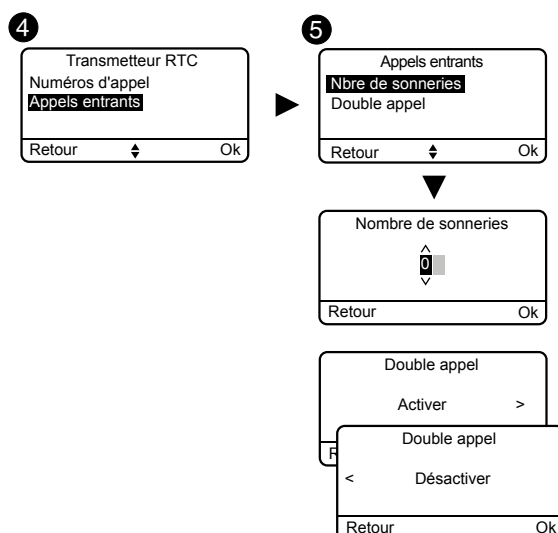 4
Transmetteur RTC
Numéros d'appel
Appels entrants
Retour Ok
5
Appels entrants
Nbre de sonneries
Double appel
Retour Ok
Nombre de sonneries
0
Retour Ok
Double appel
Activer >
R
Double appel
< Désactiver
Retour Ok